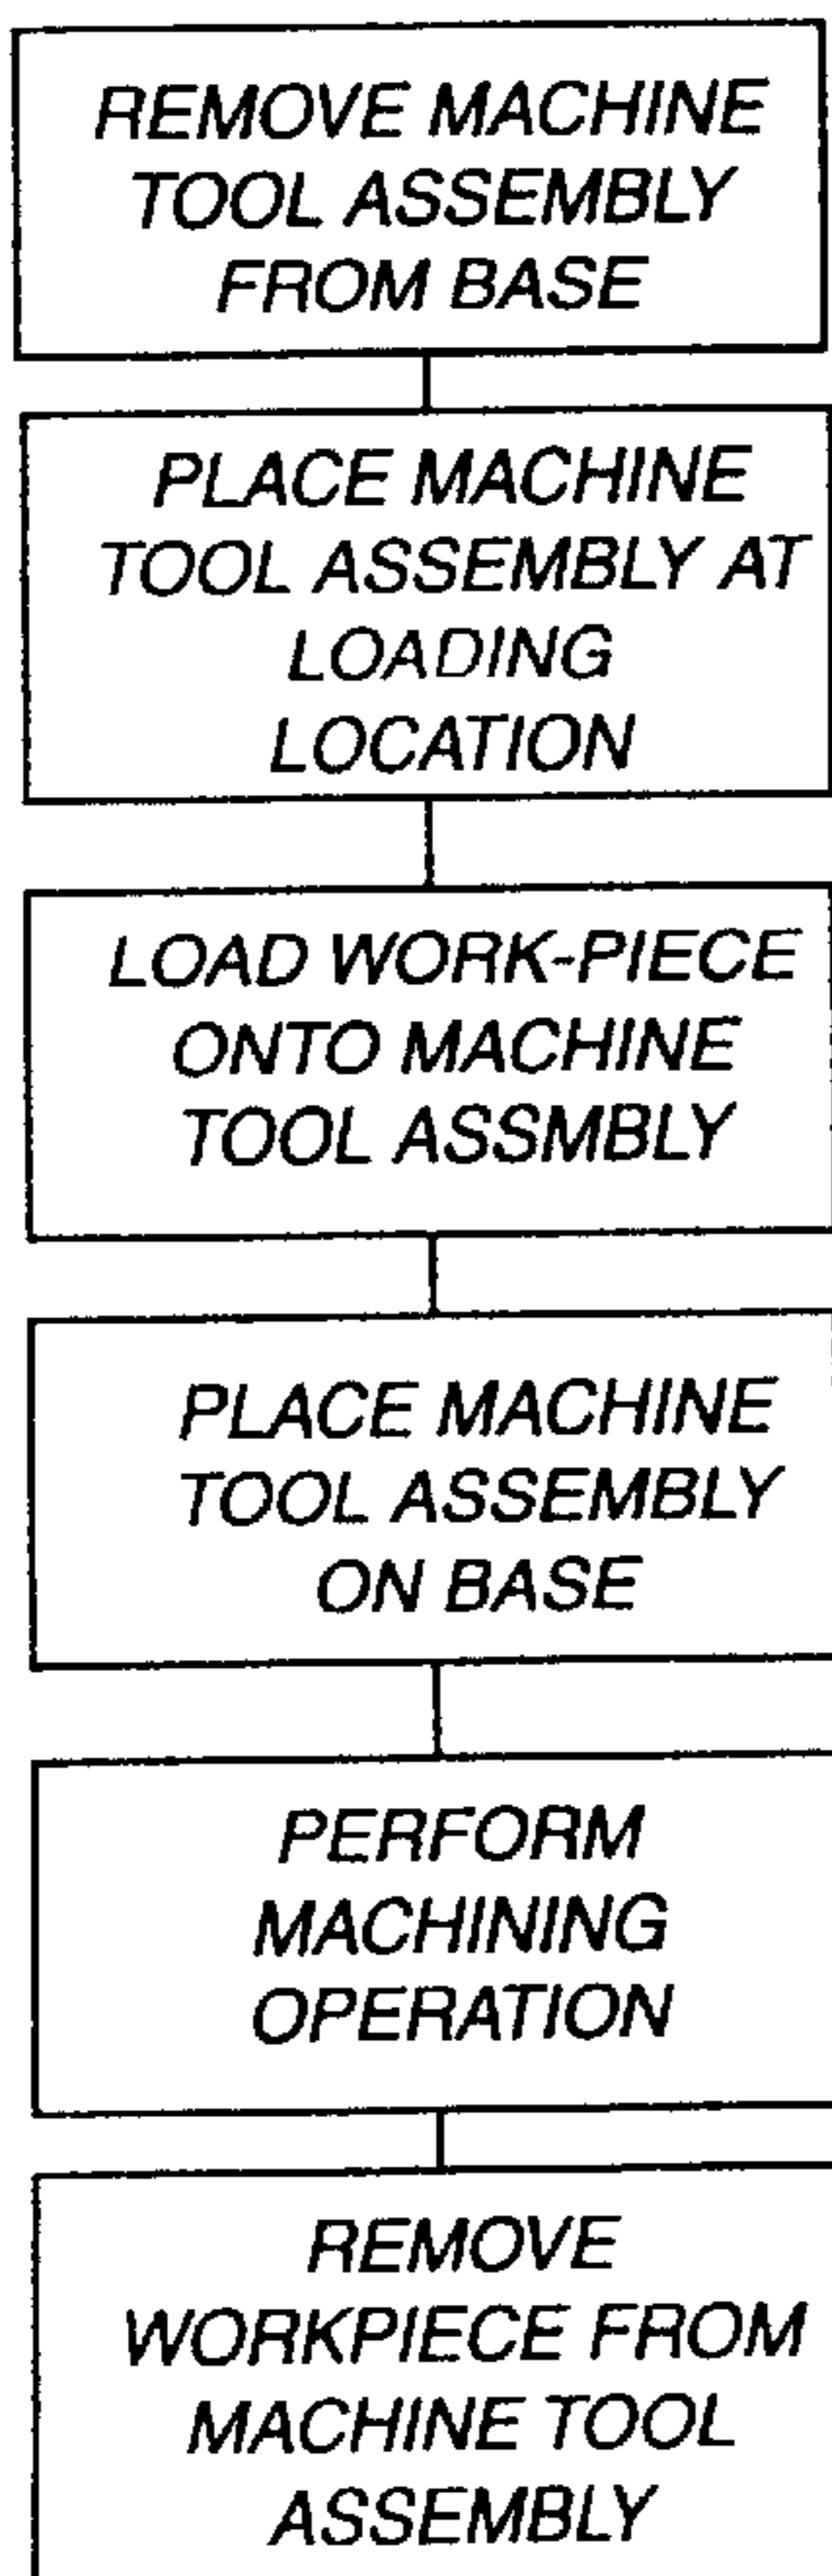 REMOVE MACHINE
TOOL ASSEMBLY
FROM BASE
PLACE MACHINE
TOOL ASSEMBLY AT
LOADING
LOCATION
LOAD WORK-PIECE
ONTO MACHINE
TOOL ASSMBLY
PLACE MACHINE
TOOL ASSEMBLY
ON BASE
PERFORM
MACHINING
OPERATION
REMOVE
WORKPIECE FROM
MACHINE TOOL
ASSEMBLY